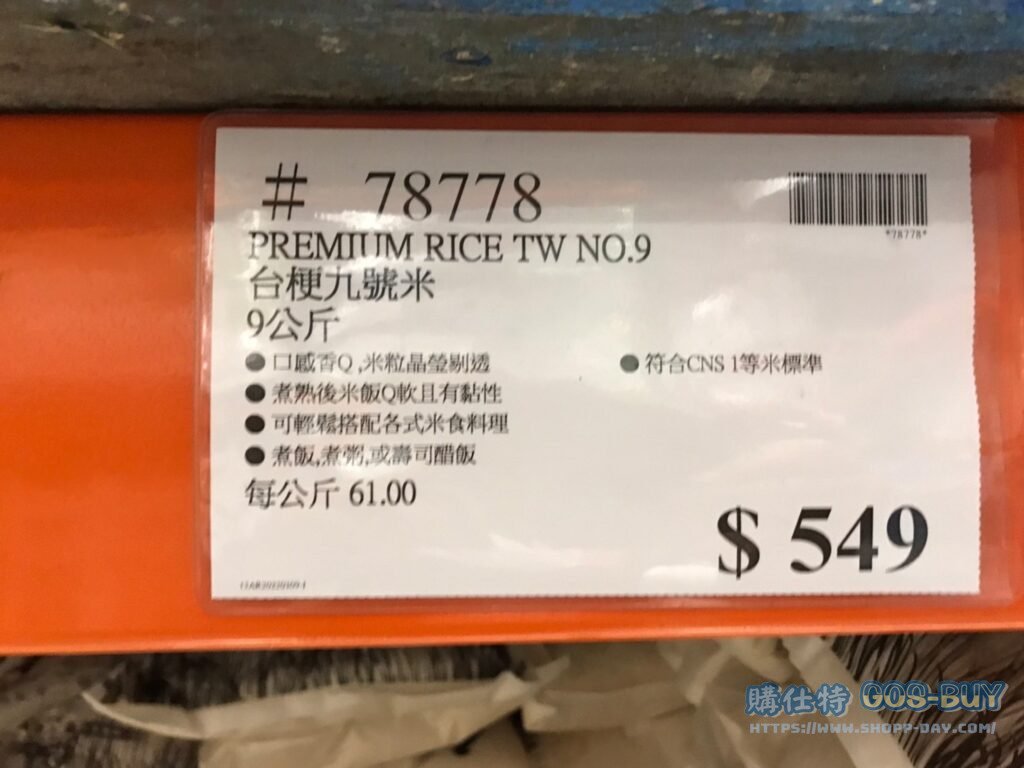 # 78778
*78778*
PREMIUM RICE TW NO.9
台梗九號米
9公斤
● 口感香Q ,米粒晶瑩剔透
● 符合CNS 1等米標準
● 煮熟後米飯Q軟且有黏性
● 可輕鬆搭配各式米食料理
● 煮飯,煮粥,或壽司醋飯
每公斤 61.00
$ 549
購仕特 GOS-BUY
HTTPS://WWW.SHOPP-DAY.COM/